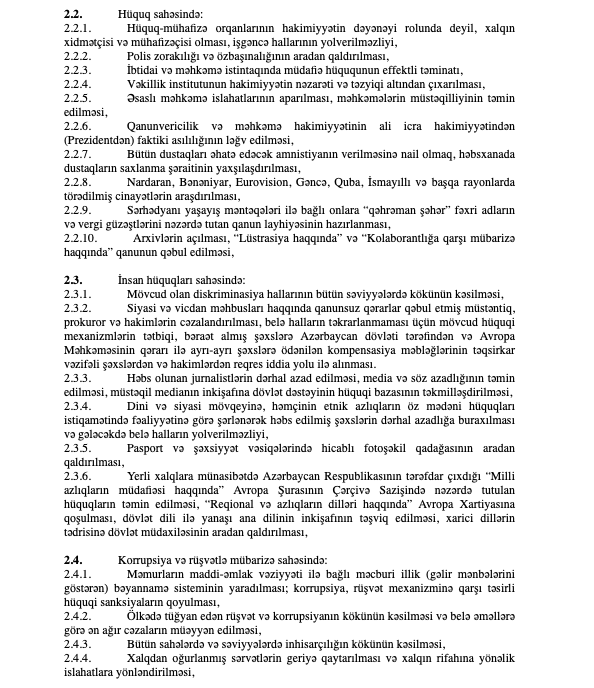 2.2. Hüquq sahəsində:
2.2.1. Hüquq-mühafizə orqanlarının hakimiyyətin dəyənəyi rolunda deyil, xalqın
xidmətçisi və mühafizəçisi olması, işgəncə hallarının yolverilməzliyi,
2.2.2. Polis zorakılığı və özbaşınalığının aradan qaldırılması,
2.2.3. İbtidai və məhkəmə istintaqında müdafiə hüququnun effektli təminatı,
2.2.4. Vəkillik institutunun hakimiyyətin nəzarəti və təzyiqi altından çıxarılması,
2.2.5. Əsaslı məhkəmə islahatlarının aparılması, məhkəmələrin müstəqilliyinin təmin
edilməsi,
2.2.6. Qanunvericilik və məhkəmə hakimiyyətinin ali icra hakimiyyətindən
(Prezidentdən) faktiki asılılığının ləğv edilməsi,
2.2.7. Bütün dustaqları əhatə edəcək amnistiyanın verilməsinə nail olmaq, həbsxanada
dustaqların saxlanma şəraitinin yaxşılaşdırılması,
2.2.8. Nardaran, Bənəniyar, Eurovision, Gəncə, Quba, İsmayıllı və başqa rayonlarda
törədilmiş cinayətlərin araşdırılması,
2.2.9. Sərhədyanı yaşayış məntəqələri ilə bağlı onlara “qəhrəman şəhər” fəxri adların
və vergi güzəştlərini nəzərdə tutan qanun layhiyəsinin hazırlanması,
2.2.10. Arxivlərin açılması, “Lüstrasiya haqqında” və “Kolaborantlığa qarşı mübarizə
haqqında” qanunun qəbul edilməsi,
2.3. İnsan hüquqları sahəsində:
2.3.1. Mövcud olan diskriminasiya hallarının bütün səviyyələrdə kökünün kəsilməsi,
2.3.2. Siyasi və vicdan məhbusları haqqında qanunsuz qərarlar qəbul etmiş müstəntiq,
prokuror və hakimlərin cəzalandırılması, belə halların təkrarlanmaması üçün mövcud hüquqi
mexanizmlərin tətbiqi, bəraət almış şəxslərə Azərbaycan dövləti tərəfindən və Avropa
Məhkəməsinin qərarı ilə ayrı-ayrı şəxslərə ödənilən kompensasiya məbləğlərinin təqsirkar
vəzifəli şəxslərdən və hakimlərdən reqres iddia yolu ilə alınması.
2.3.3. Həbs olunan jurnalistlərin dərhal azad edilməsi, media və söz azadlığının təmin
edilməsi, müstəqil medianın inkişafına dövlət dəstəyinin hüquqi bazasının təkmilləşdirilməsi,
2.3.4. Dini və siyasi mövqeyinə, həmçinin etnik azlıqların öz mədəni hüquqları
istiqamətində fəaliyyətinə görə şərlənərək həbs edilmiş şəxslərin dərhal azadlığa buraxılması
və gələcəkdə belə halların yolverilməzliyi,
2.3.5. Pasport və şəxsiyyət vəsiqələrində hicablı fotoşəkil qadağasının aradan
qaldırılması,
2.3.6. Yerli xalqlara münasibətdə Azərbaycan Respublikasının tərəfdar çıxdığı “Milli
azlıqların müdafiəsi haqqında” Avropa Şurasının Çərçivə Sazişində nəzərdə tutulan
hüquqların təmin edilməsi, “Reqional və azlıqların dilləri haqqında” Avropa Xartiyasına
qoşulması, dövlət dili ilə yanaşı ana dilinin inkişafının təşviq edilməsi, xarici dillərin
tədrisinə dövlət müdaxiləsinin aradan qaldırılması,
2.4. Korrupsiya və rüşvətlə mübarizə sahəsində:
2.4.1. Məmurların maddi-əmlak vəziyyəti ilə bağlı məcburi illik (gəlir mənbələrini
göstərən) bəyannamə sisteminin yaradılması; korrupsiya, rüşvət mexanizminə qarşı təsirli
hüquqi sanksiyaların qoyulması,
2.4.2. Ölkədə tüğyan edən rüşvət və korrupsiyanın kökünün kəsilməsi və belə əməllərə
görə ən ağır cəzaların müəyyən edilməsi,
2.4.3. Bütün sahələrdə və səviyyələrdə inhisarçılığın kökünün kəsilməsi,
2.4.4. Xalqdan oğurlanmış sərvətlərin geriyə qaytarılması və xalqın rifahına yönəlik
islahatlara yönləndirilməsi,